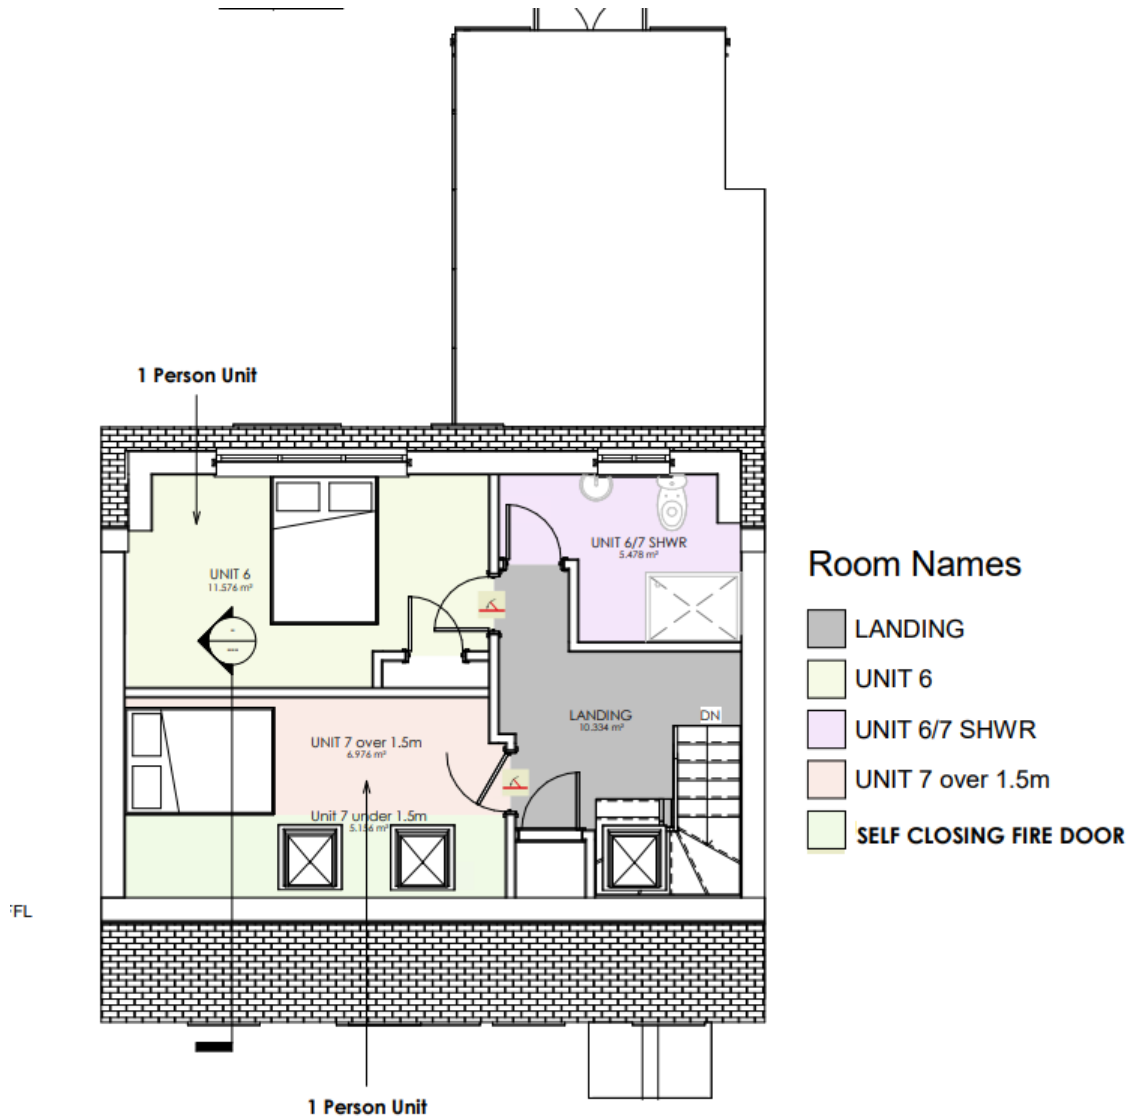 1 Person Unit
UNIT 6
11.576 m²
UNIT 6/7 SHWR
5.478 m²
LANDING
10.334 m²
DN
UNIT 7 over 1.5m
6.976 m²
Unit 7 under 1.5m
5.156 m²
FFL
1 Person Unit
Room Names
LANDING
UNIT 6
UNIT 6/7 SHWR
UNIT 7 over 1.5m
SELF CLOSING FIRE DOOR